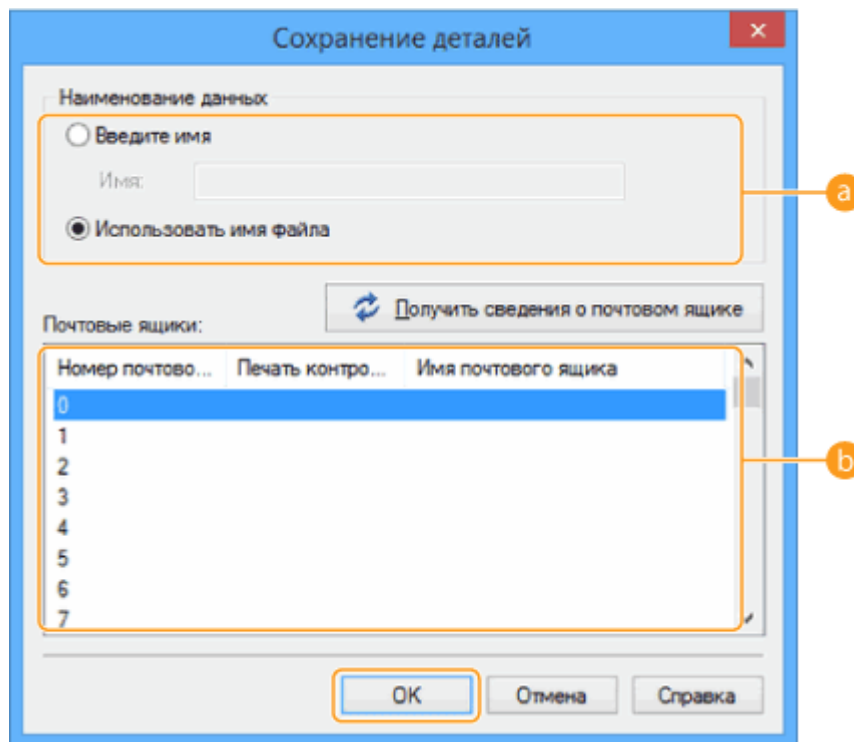 Сохранение деталей
Наименование данных
Введите имя
Имя:
a
Использовать имя файла
Получить сведения о почтовом ящике
Почтовые ящики:
Номер почтово... Печать контро... Имя почтового ящика
0
1
2
b
3
4
5
6
7
OK Отмена Справка